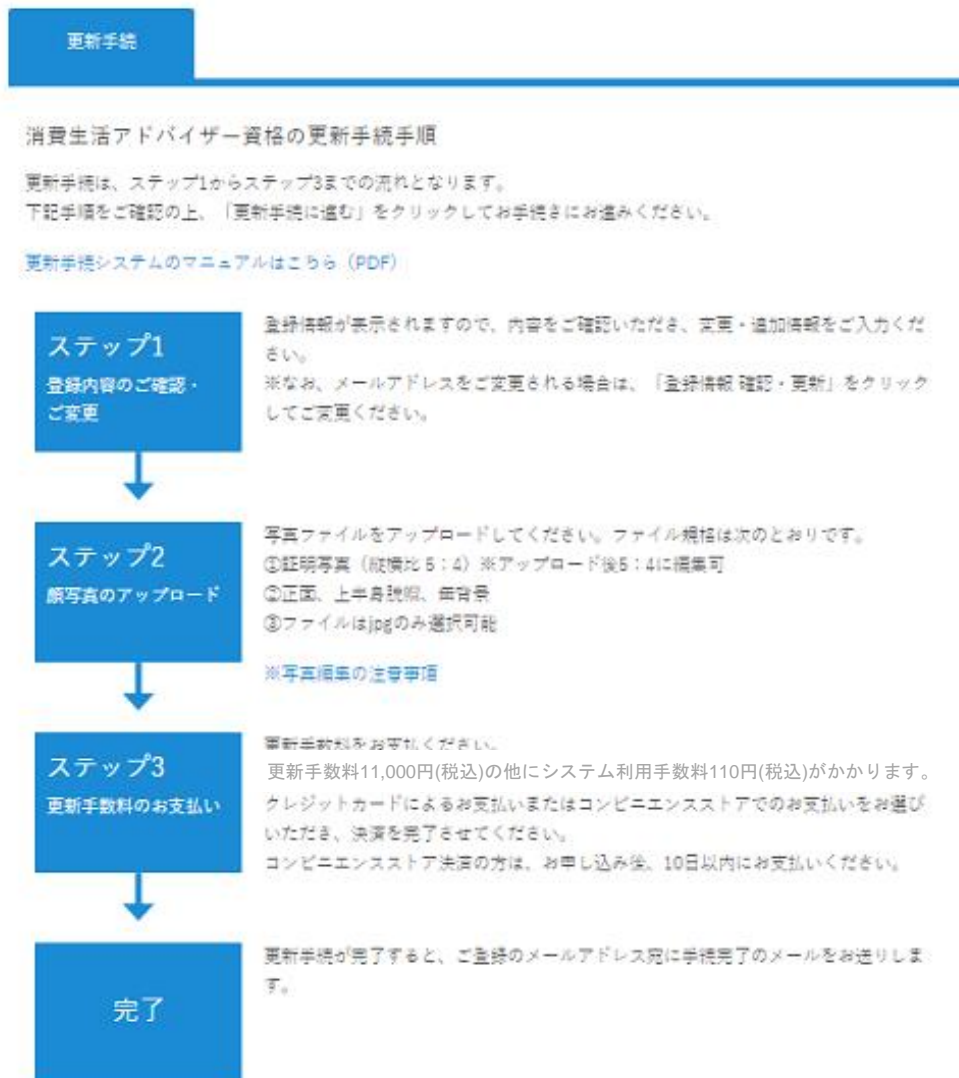 更新手続
消費生活アドバイザー資格の更新手続手順
更新手続は、ステップ1からステップ3までの流れとなります。
下記手順をご確認の上、「更新手続に進む」をクリックしてお手続きにお進みください。
更新手続システムのマニュアルはこちら（PDF）
ステップ1
登録内容のご確認・
ご変更
登録情報が表示されますので、内容をご確認いただき、変更・追加情報をご入力くだ
さい。
※なお、メールアドレスをご変更される場合は、「登録情報 確認・更新」をクリック
してご変更ください。
ステップ2
顔写真のアップロード
写真ファイルをアップロードしてください。ファイル規格は次のとおりです。
①証明写真（縦横比 5：4）※アップロード後5：4に編集可
②正面、上半身脱帽、無背景
③ファイルはjpgのみ選択可能
※写真編集の注意事項
ステップ3
更新手数料のお支払い
更新手数料をお支払ください。
更新手数料11,000円(税込)の他にシステム利用手数料110円(税込)がかかります。
クレジットカードによるお支払いまたはコンビニエンスストアでのお支払いをお選び
いただき、決済を完了させてください。
コンビニエンスストア決済の方は、お申し込み後、10日以内にお支払いください。
完了
更新手続が完了すると、ご登録のメールアドレス宛に手続完了のメールをお送りしま
す。